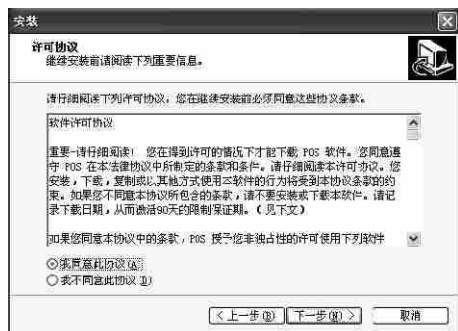 安装
许可协议
继续安装前请阅读下列重要信息。
请仔细阅读下列许可协议。您在继续安装前必须同意这些协议条款。
软件许可协议
重要-请仔细阅读! 您在得到许可的情况下才能下载 POS 软件。您同意遵
守 POS 在本法律协议中所制定的条款和条件。请仔细阅读本许可协议。您
安装,下载,复制或以其他方式使用本软件的行为将受到本协议条款的约
束。如果您不同意本协议所包含的条款,请不要安装或下载本软件。请记
录下载日期,从而激活90天的限制保证期。(见下文)
如果您同意本协议中的条款,POS 授予您非独占性的许可使用下列软件
我同意此协议(A)
我不同意此协议(D)
<上一步(B)
下一步(N)>
取消